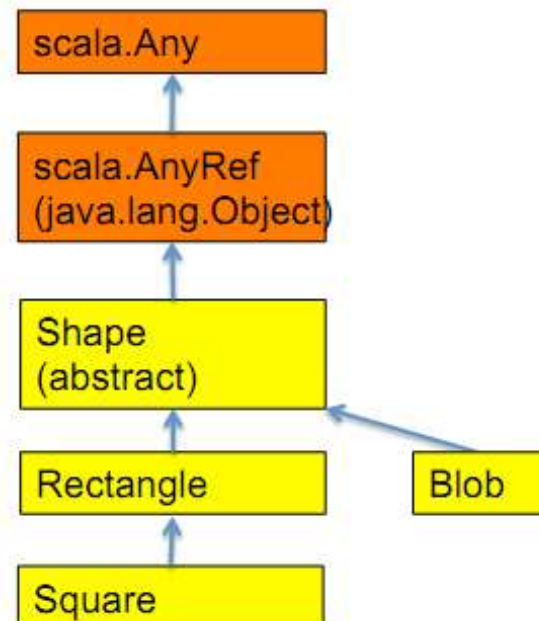 scala.Any
scala.AnyRef
(java.lang.Object)
Shape
(abstract)
Rectangle
Blob
Square